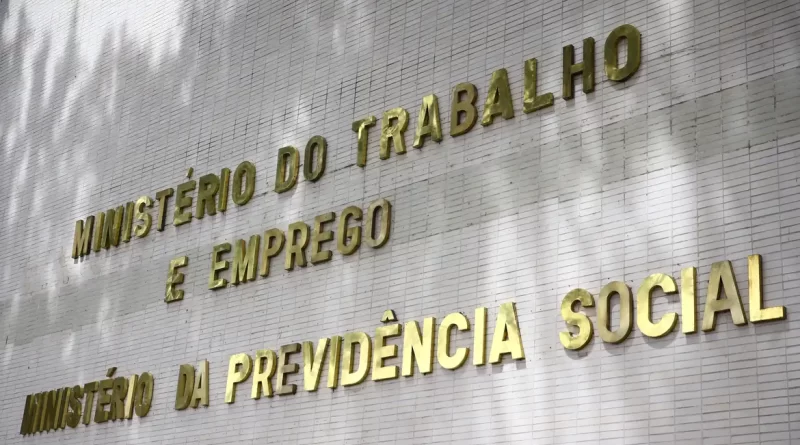 MINISTÉRIO DO TRABALHO
E EMPREGO
MINISTÉRIO DA PREVIDÊNCIA SOCIAL